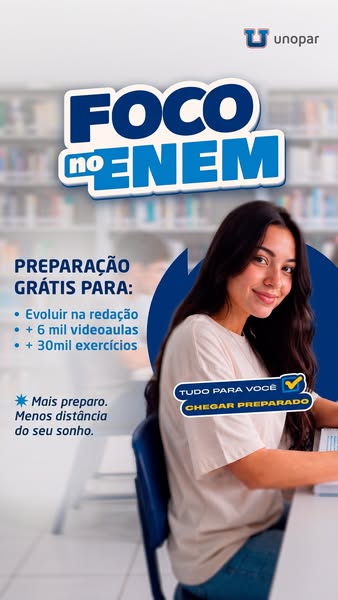 unopar
FOCO
no ENEM
PREPARAÇÃO
GRÁTIS PARA:
• Evoluir na redação
• + 6 mil videoaulas
• + 30mil exercícios
TUDO PARA VOCÊ
CHEGAR PREPARADO
Mais preparo.
Menos distância
do seu sonho.